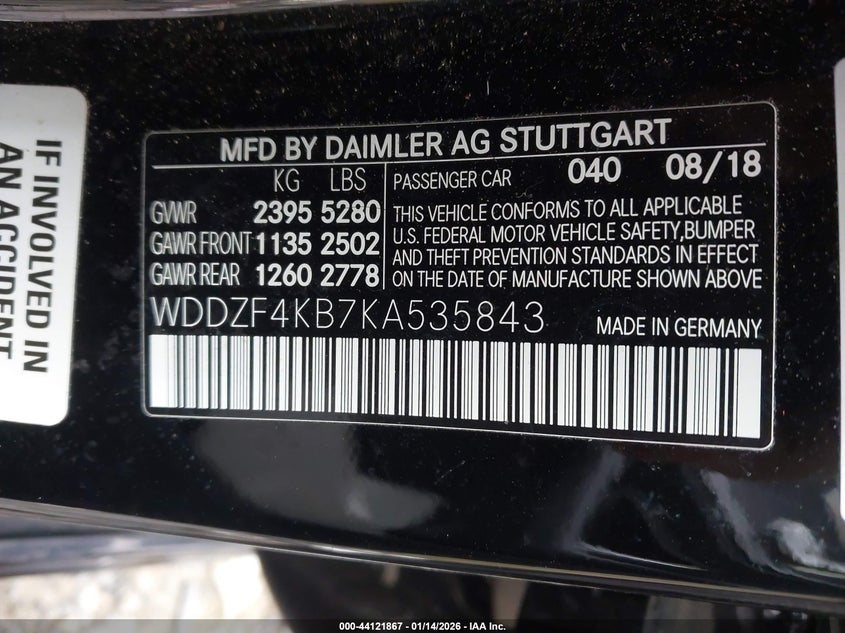 IF INVOLVED IN
AN ACCIDENT
MFD BY DAIMLER AG STUTTGART
KG LBS
GVWR 2395 5280
GAWR FRONT 1135 2502
GAWR REAR 1260 2778
PASSENGER CAR 040 08/18
THIS VEHICLE CONFORMS TO ALL APPLICABLE
U.S. FEDERAL MOTOR VEHICLE SAFETY,BUMPER
AND THEFT PREVENTION STANDARDS IN EFFECT
ON THE DATE OF MANUFACTURE SHOWN ABOVE
WDDZF4KB7KA535843 MADE IN GERMANY
000-44121867 - 01/14/2026 - IAA Inc.